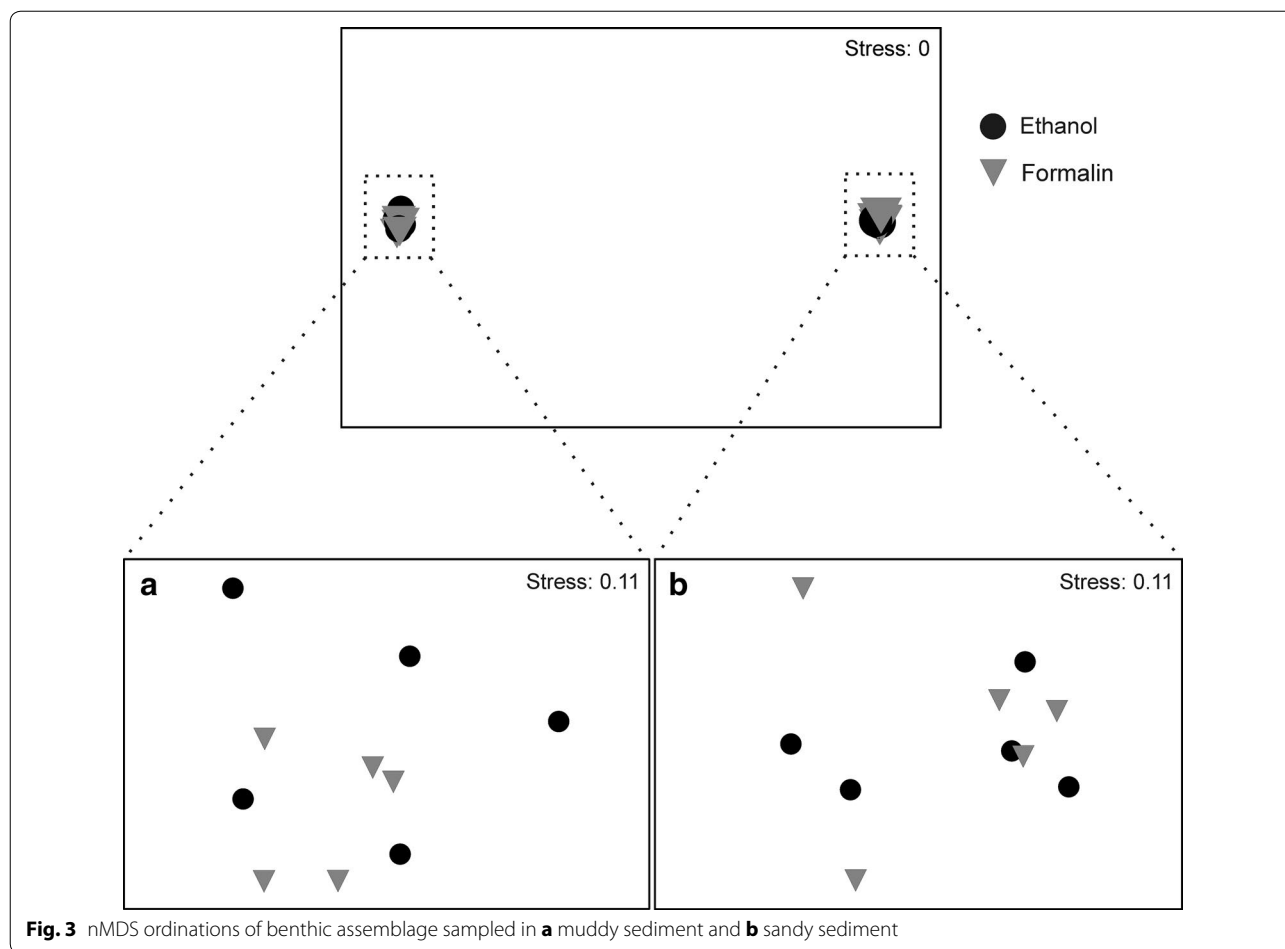 Stress: 0
Ethanol
Formalin
a
Stress: 0.11
b
Stress: 0.11
Fig. 3 nMDS ordinations of benthic assemblage sampled in a muddy sediment and b sandy sediment